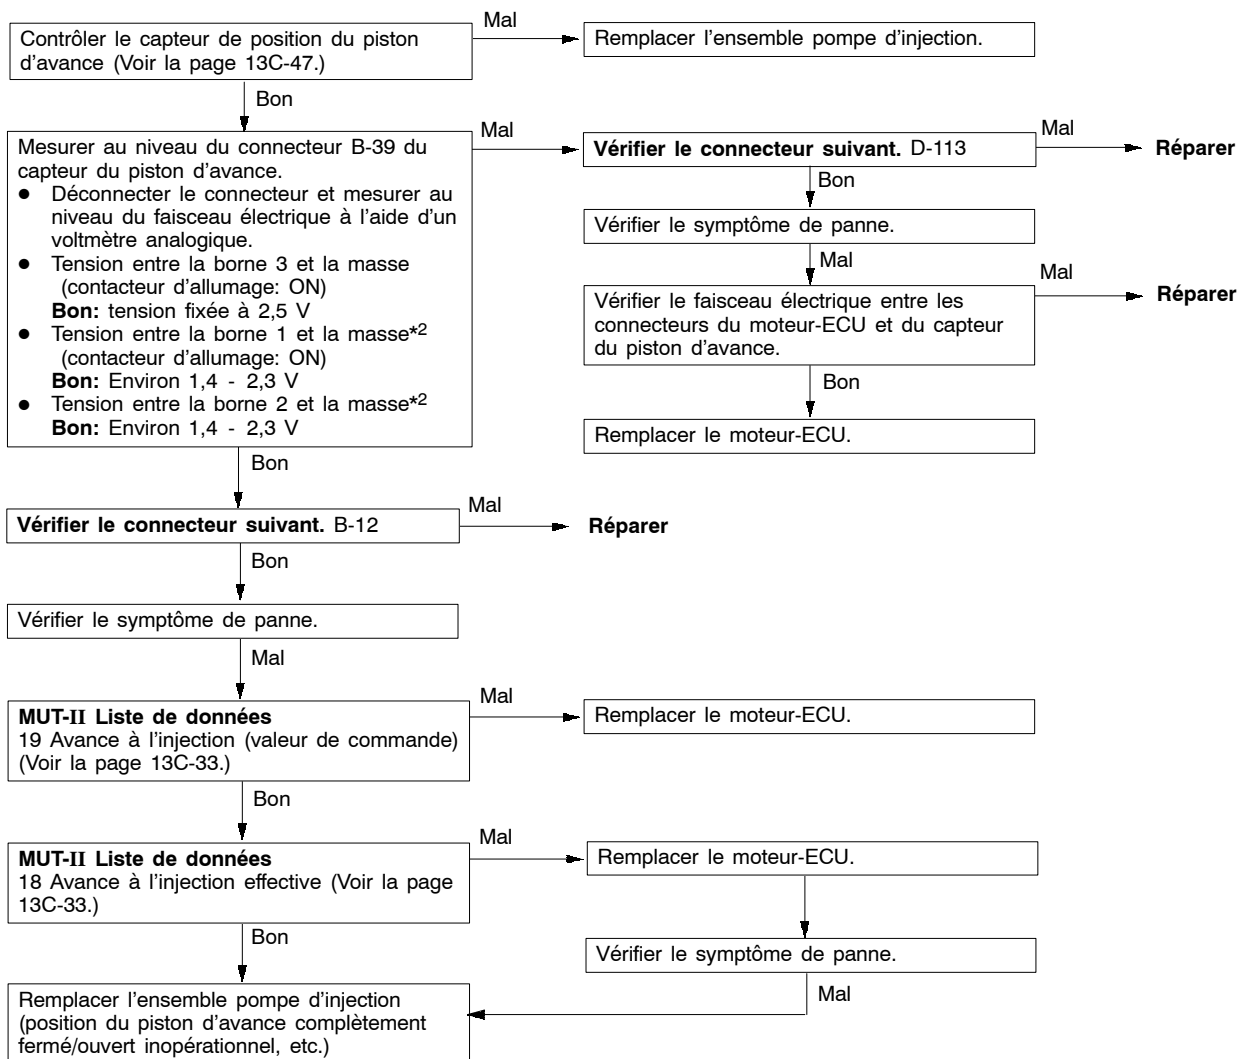 Contrôler le capteur de position du piston
d'avance (Voir la page 13C-47.)
Mal
Remplacer l'ensemble pompe d'injection.
Bon
Mesurer au niveau du connecteur B-39 du
capteur du piston d'avance.
● Déconnecter le connecteur et mesurer au
niveau du faisceau électrique à l'aide d'un
voltmètre analogique.
● Tension entre la borne 3 et la masse
(contacteur d'allumage: ON)
Bon: tension fixée à 2,5 V
● Tension entre la borne 1 et la masse*2
(contacteur d'allumage: ON)
Bon: Environ 1,4 - 2,3 V
● Tension entre la borne 2 et la masse*2
Bon: Environ 1,4 - 2,3 V
Mal
Vérifier le connecteur suivant. D-113
Mal
Réparer
Bon
Vérifier le symptôme de panne.
Mal
Vérifier le faisceau électrique entre les
connecteurs du moteur-ECU et du capteur
du piston d'avance.
Mal
Réparer
Bon
Remplacer le moteur-ECU.
Bon
Vérifier le connecteur suivant. B-12
Mal
Réparer
Bon
Vérifier le symptôme de panne.
Mal
MUT-II Liste de données
19 Avance à l'injection (valeur de commande)
(Voir la page 13C-33.)
Mal
Remplacer le moteur-ECU.
Bon
MUT-II Liste de données
18 Avance à l'injection effective (Voir la page
13C-33.)
Mal
Remplacer le moteur-ECU.
Vérifier le symptôme de panne.
Mal
Bon
Remplacer l'ensemble pompe d'injection
(position du piston d'avance complètement
fermé/ouvert inopérationnel, etc.)